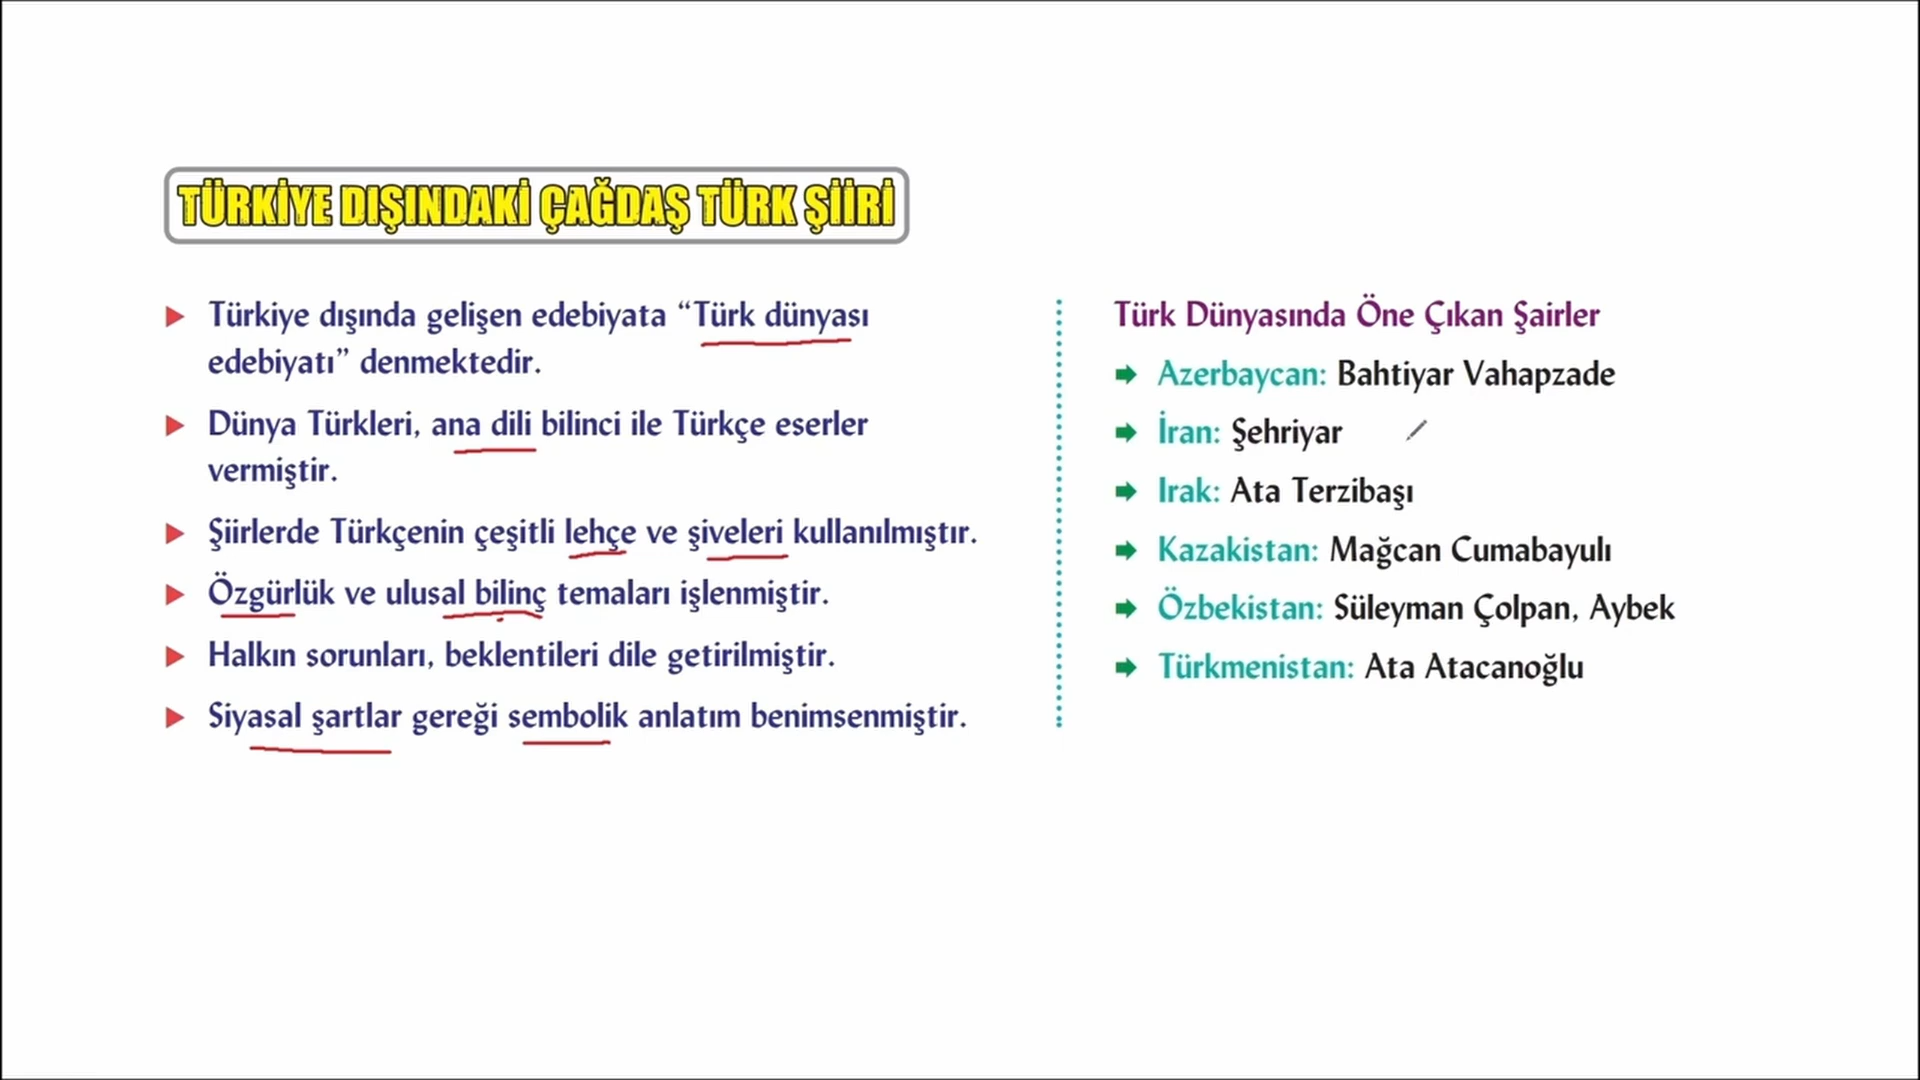 TÜRKİYE DIŞINDAKİ ÇAĞDAŞ TÜRK ŞİİRİ
Türkiye dışında gelişen edebiyata “Türk dünyası
edebiyatı” denmektedir.
Dünya Türkleri, ana dili bilinci ile Türkçe eserler
vermiştir.
Şiirlerde Türkçenin çeşitli lehçe ve şiveleri kullanılmıştır.
Özgürlük ve ulusal bilinç temaları işlenmiştir.
Halkın sorunları, beklentileri dile getirilmiştir.
Siyasal şartlar gereği sembolik anlatım benimsenmiştir.
Türk Dünyasında Öne Çıkan Şairler
Azerbaycan: Bahtiyar Vahapzade
İran: Şehriyar
Irak: Ata Terzibaşı
Kazakistan: Mağcan Cumabayulı
Özbekistan: Süleyman Çolpan, Aybek
Türkmenistan: Ata Atacanoğlu